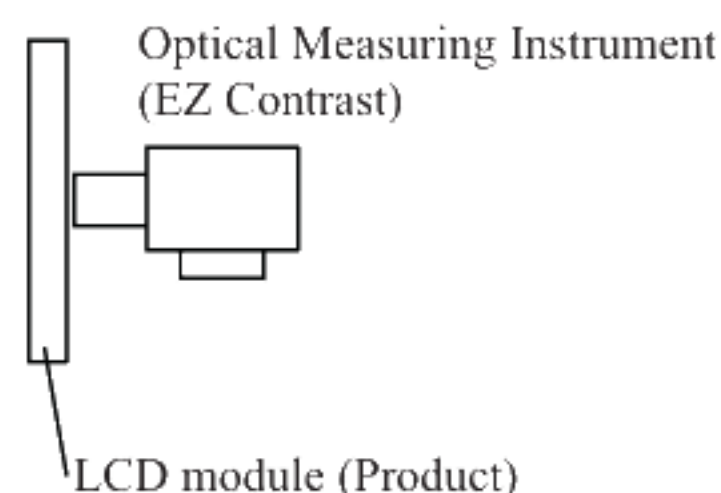 Optical Measuring Instrument
(EZ Contrast)
LCD module (Product)